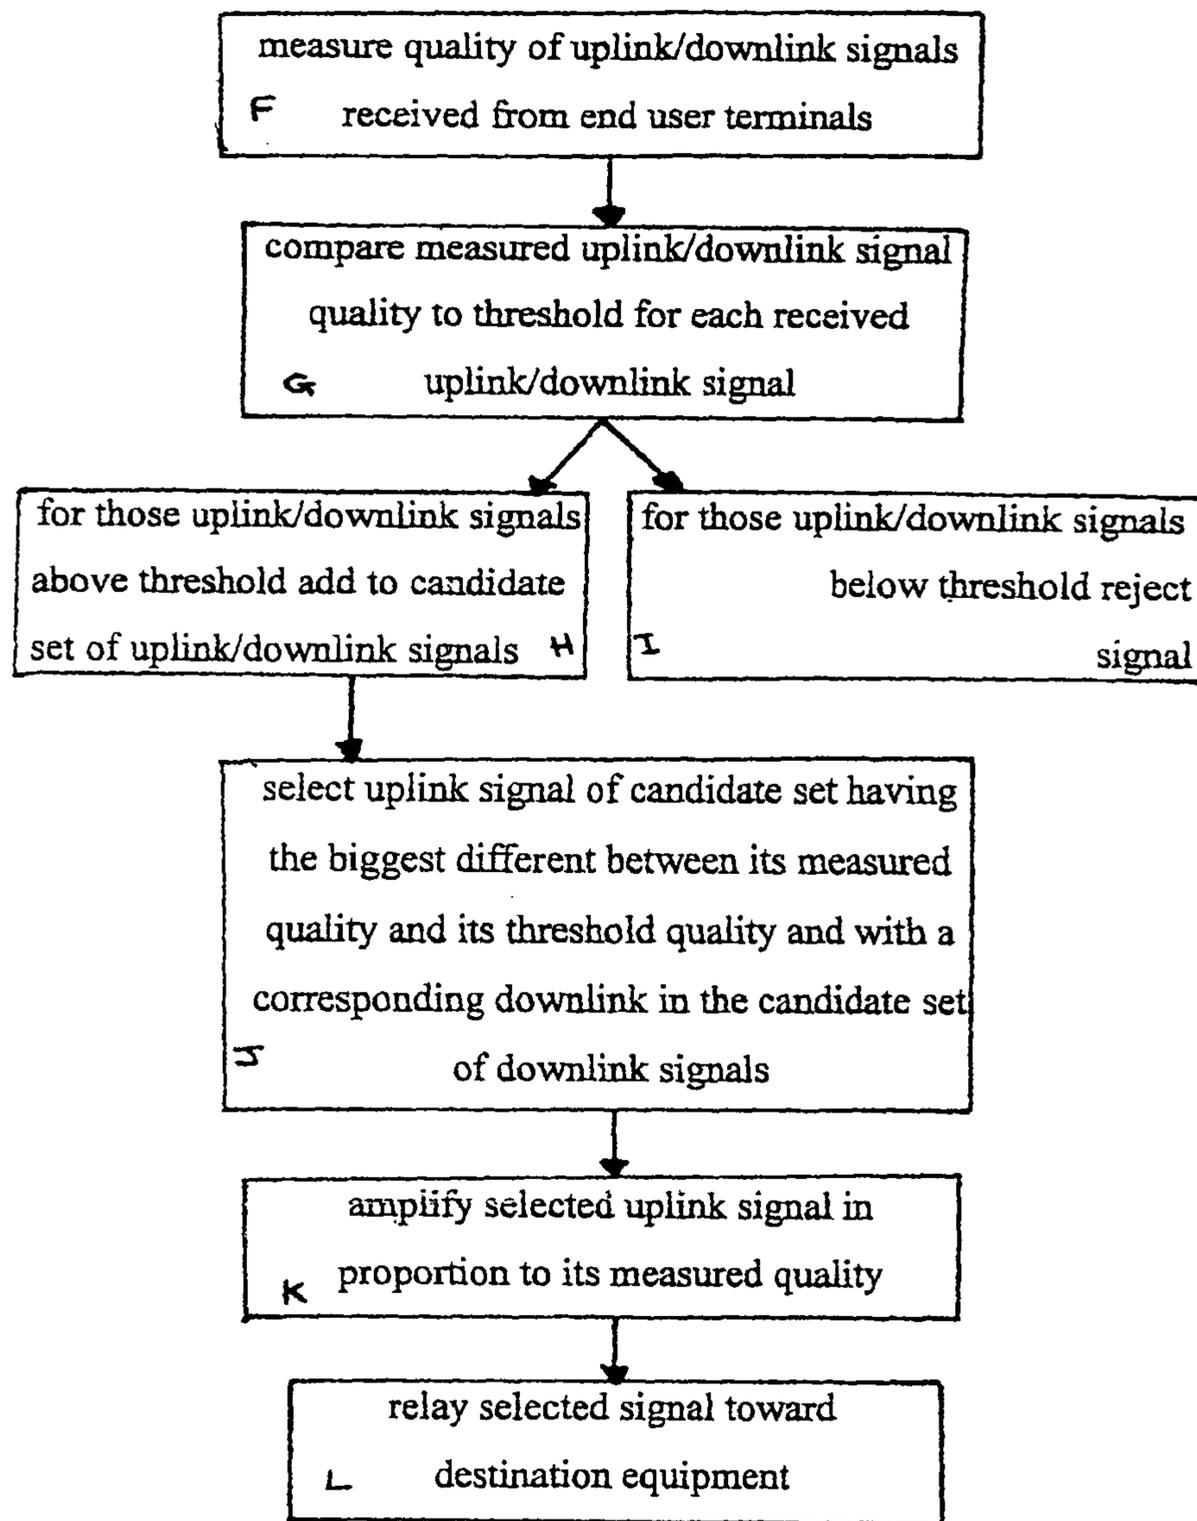 measure quality of uplink/downlink signals
F received from end user terminals
compare measured uplink/downlink signal
quality to threshold for each received
G uplink/downlink signal
for those uplink/downlink signals
above threshold add to candidate
set of uplink/downlink signals H
for those uplink/downlink signals
below threshold reject
I signal
select uplink signal of candidate set having
the biggest different between its measured
quality and its threshold quality and with a
corresponding downlink in the candidate set
J of downlink signals
amplify selected uplink signal in
K proportion to its measured quality
relay selected signal toward
L destination equipment